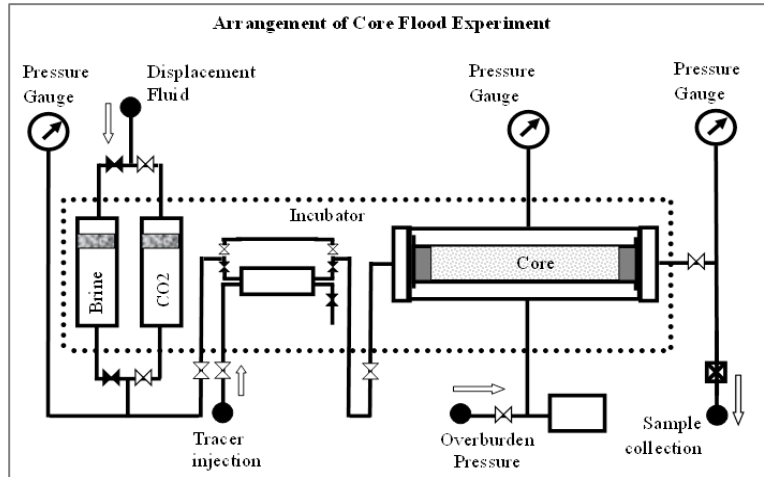 Arrangement of Core Flood Experiment
Pressure
Gauge
Displacement
Fluid
Pressure
Gauge
Pressure
Gauge
Incubator
Brine
CO2
Core
Tracer
injection
Overburden
Pressure
Sample
collection